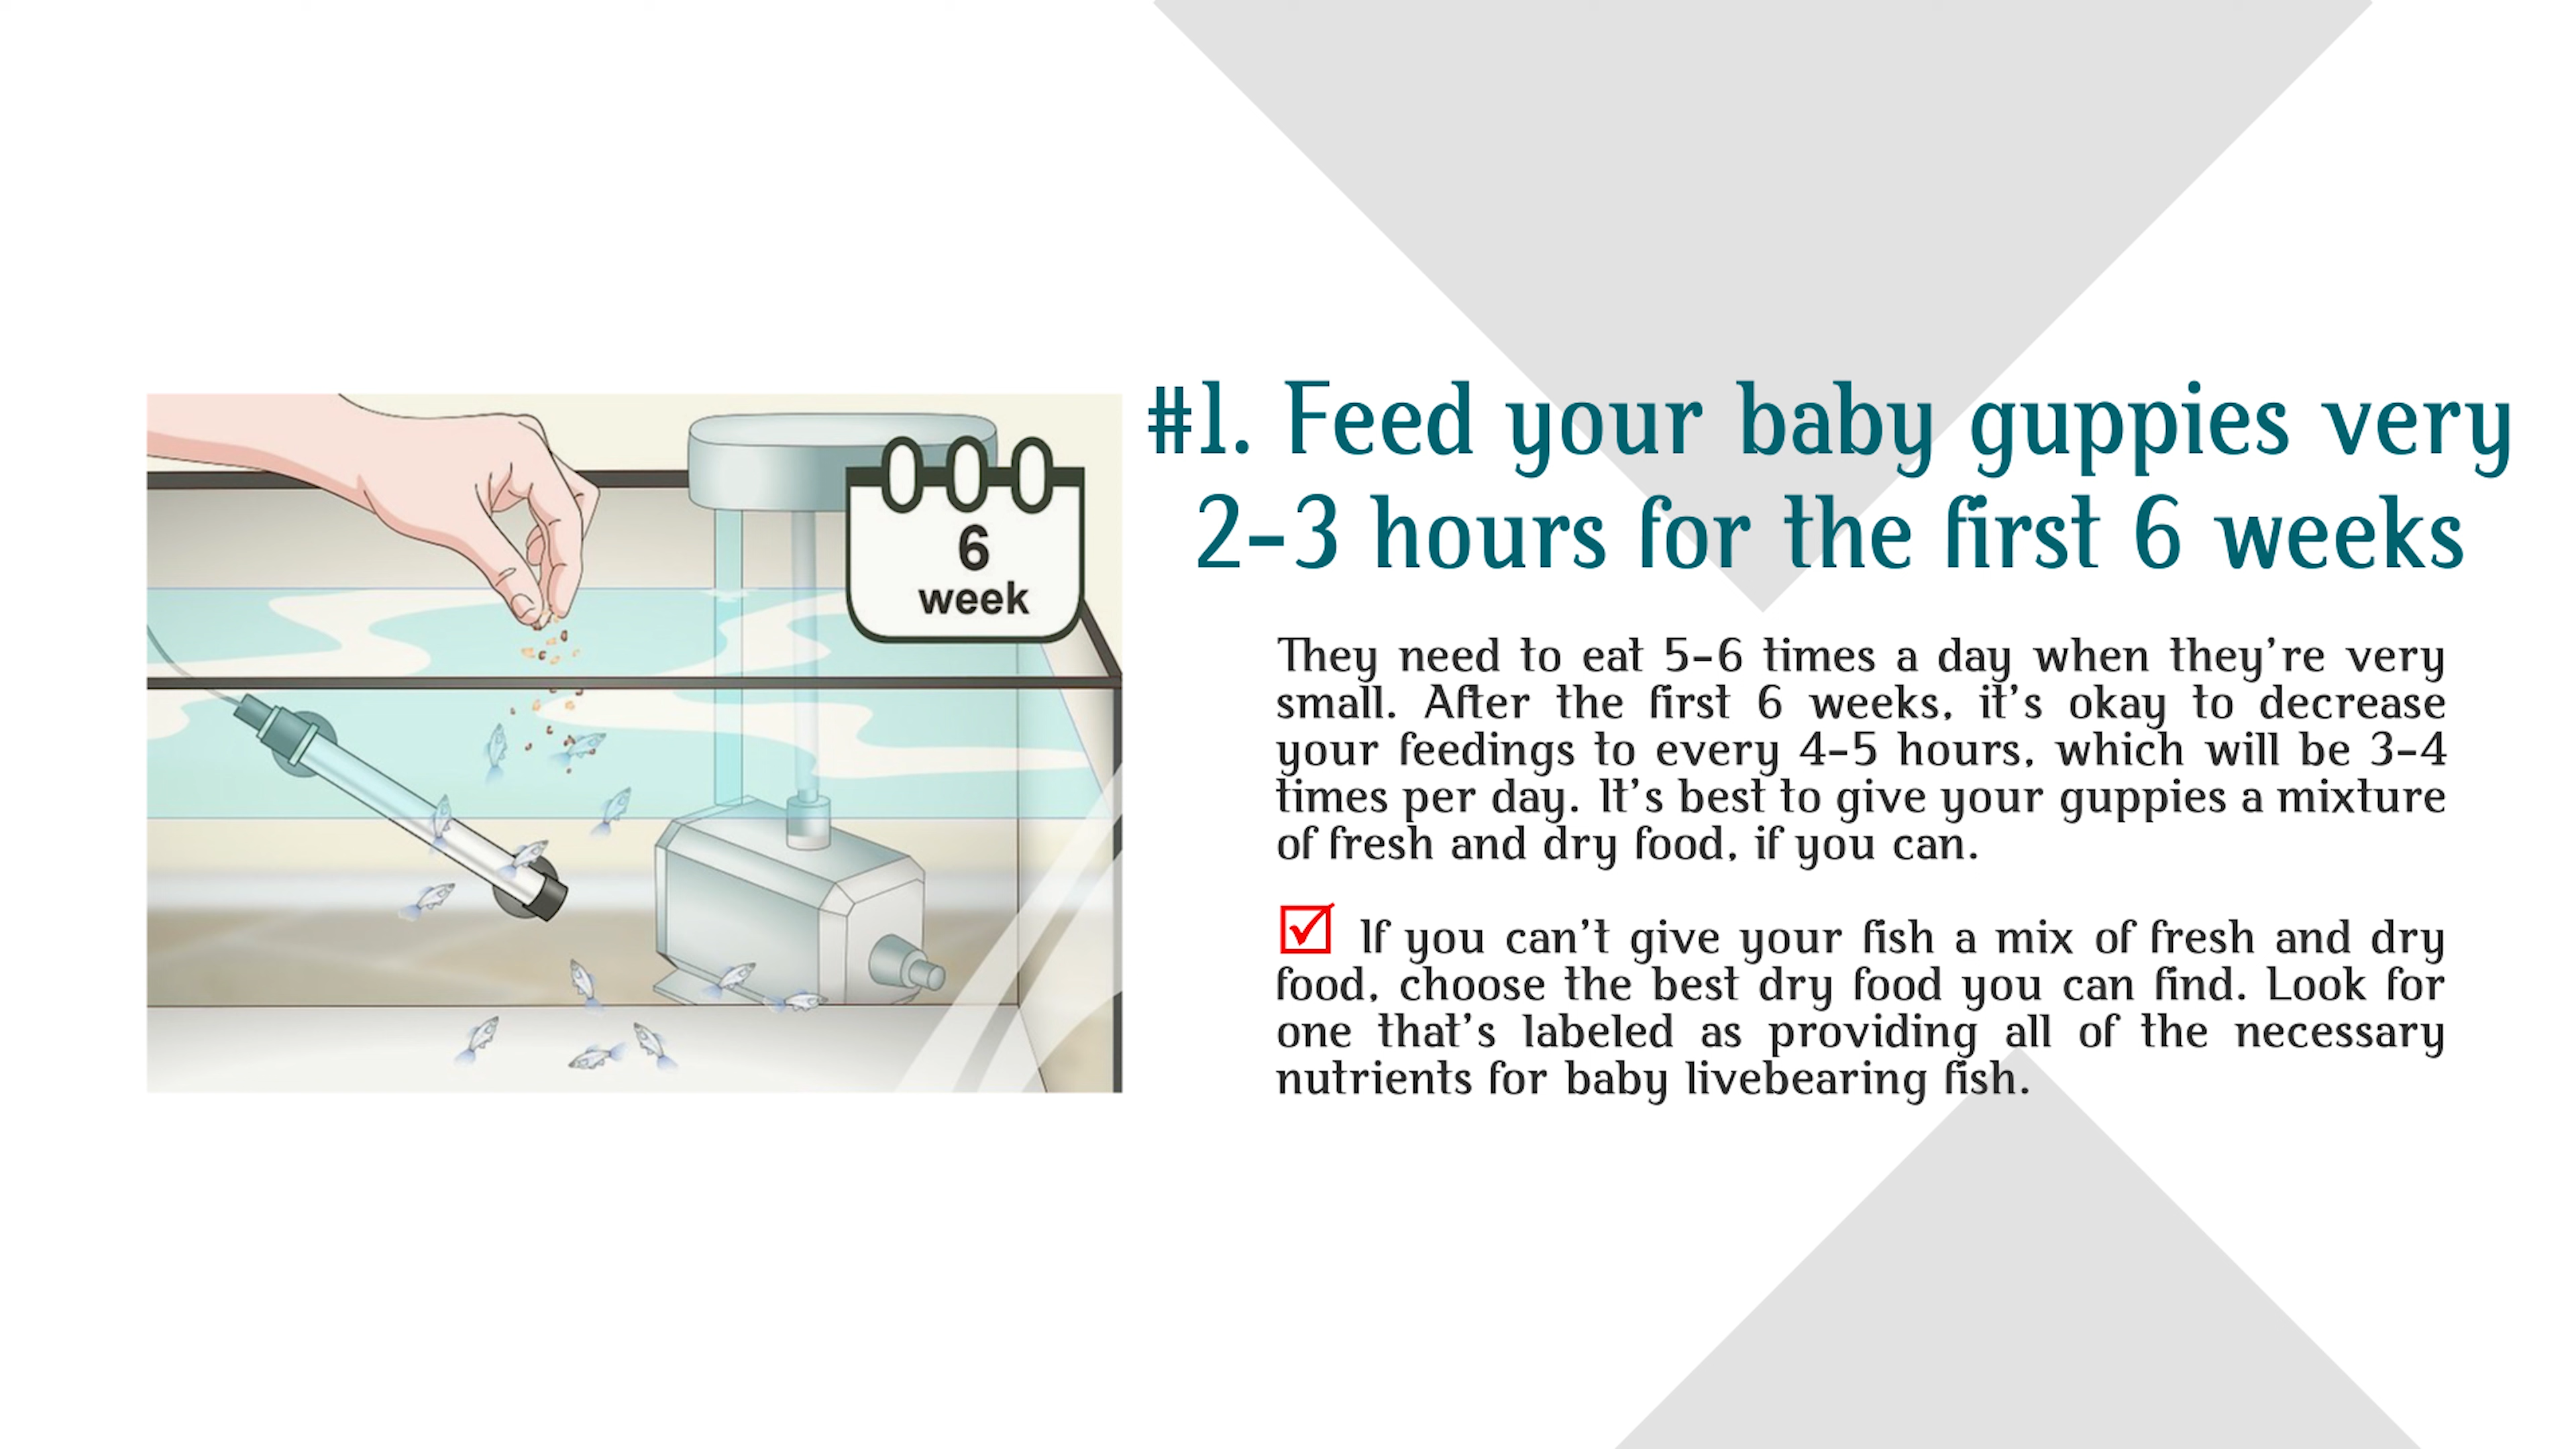 6
week
#1. Feed your baby guppies very
2-3 hours for the first 6 weeks
They need to eat 5-6 times a day when they're very
small. After the first 6 weeks, it's okay to decrease
your feedings to every 4-5 hours, which will be 3-4
times per day. It's best to give your guppies a mixture
of fresh and dry food, if you can.
If you can't give your fish a mix of fresh and dry
food, choose the best dry food you can find. Look for
one that's labeled as providing all of the necessary
nutrients for baby livebearing fish.